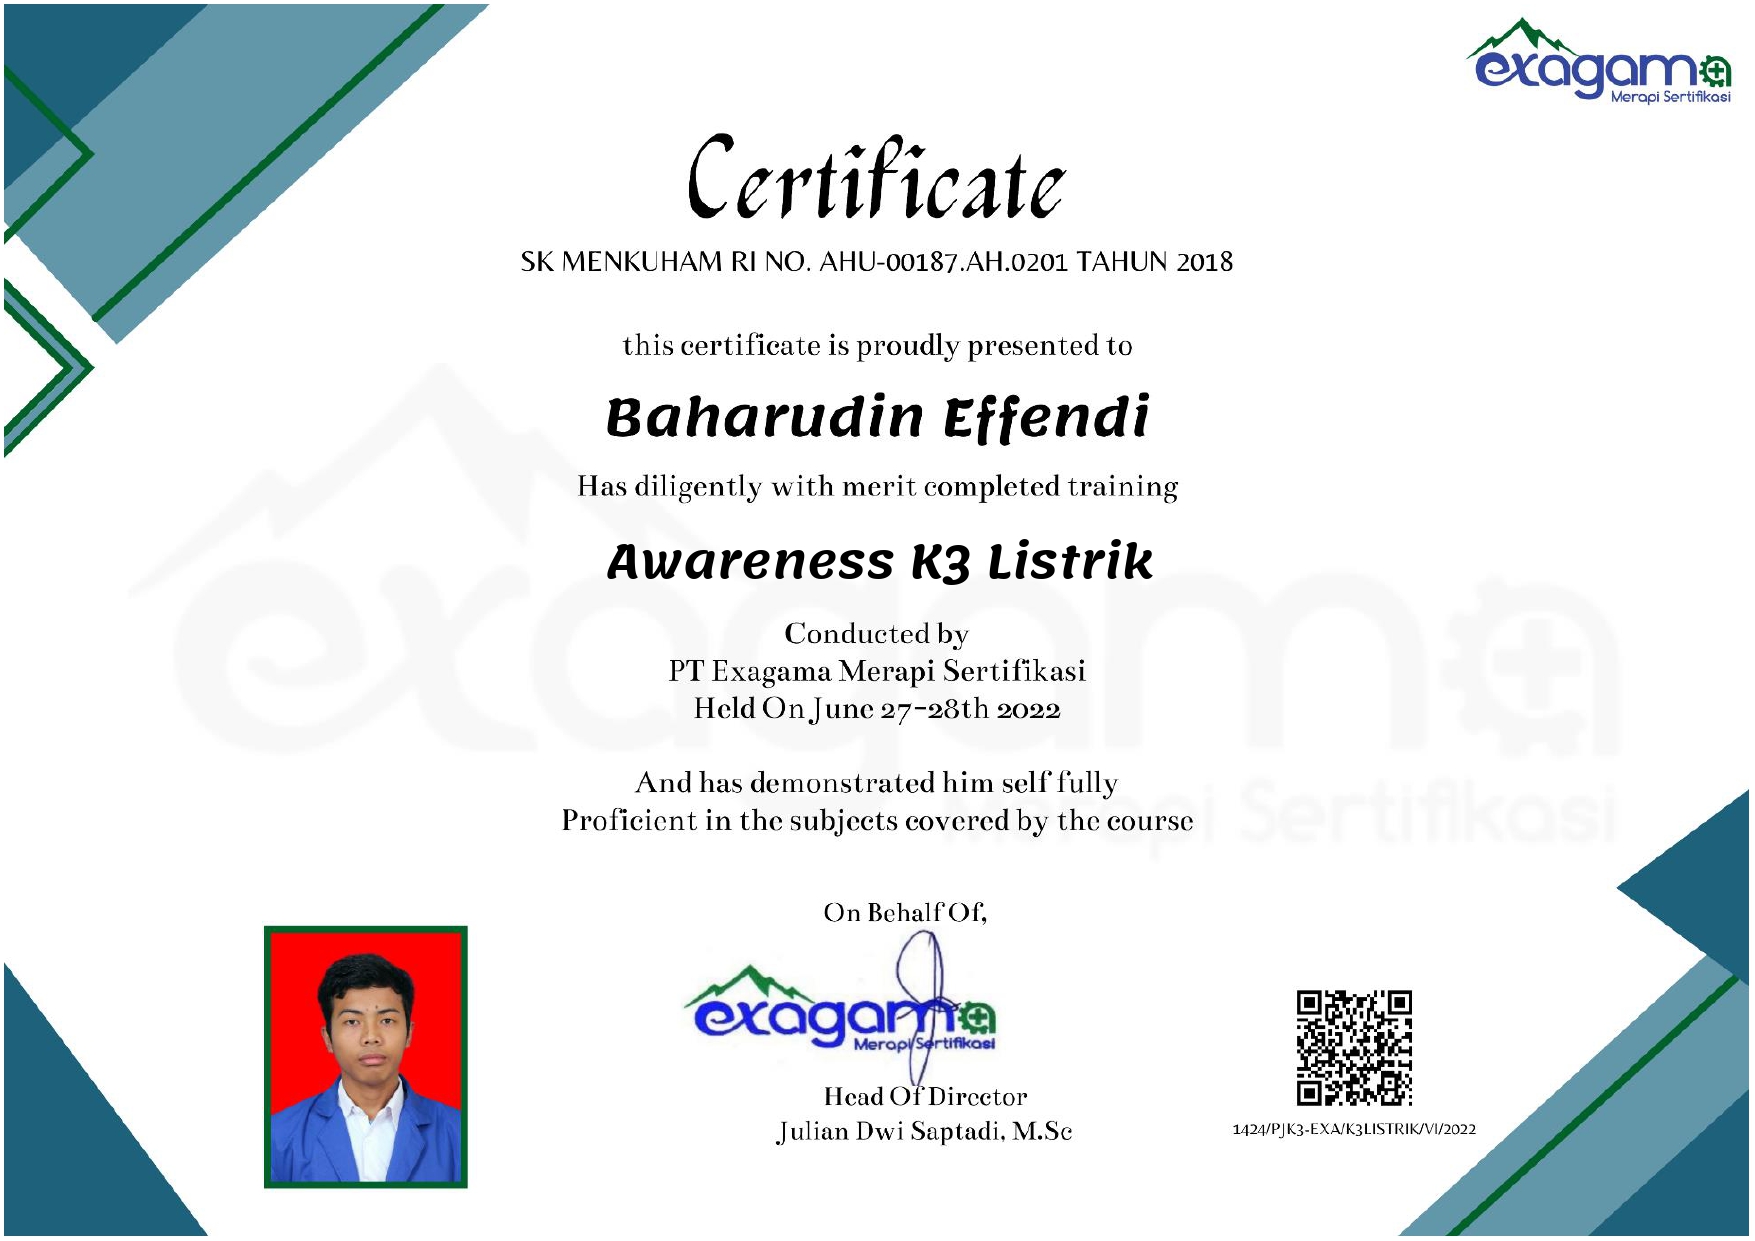 exagama
Merapi Sertifikasi
Certificate
SK MENKUHAM RI NO. AHU-00187.AH.0201 TAHUN 2018
this certificate is proudly presented to
Baharudin Effendi
Has diligently with merit completed training
Awareness K3 Listrik
Conducted by
PT Exagama Merapi Sertifikasi
Held On June 27-28th 2022
And has demonstrated him self fully
Proficient in the subjects covered by the course
exagama
Merapi Sertifikasi
On Behalf Of,
exagama
Merapi Sertifikasi
Head Of Director
Julian Dwi Saptadi, M.Sc
1424/PJK3-EXA/K3LISTRIK/VI/2022